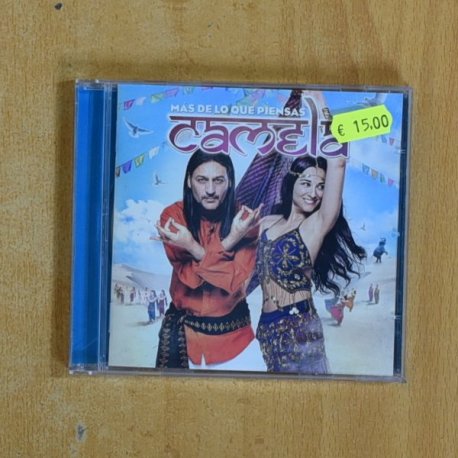 MÁS DE LO QUE PIENSAS
camela
€ 15.00